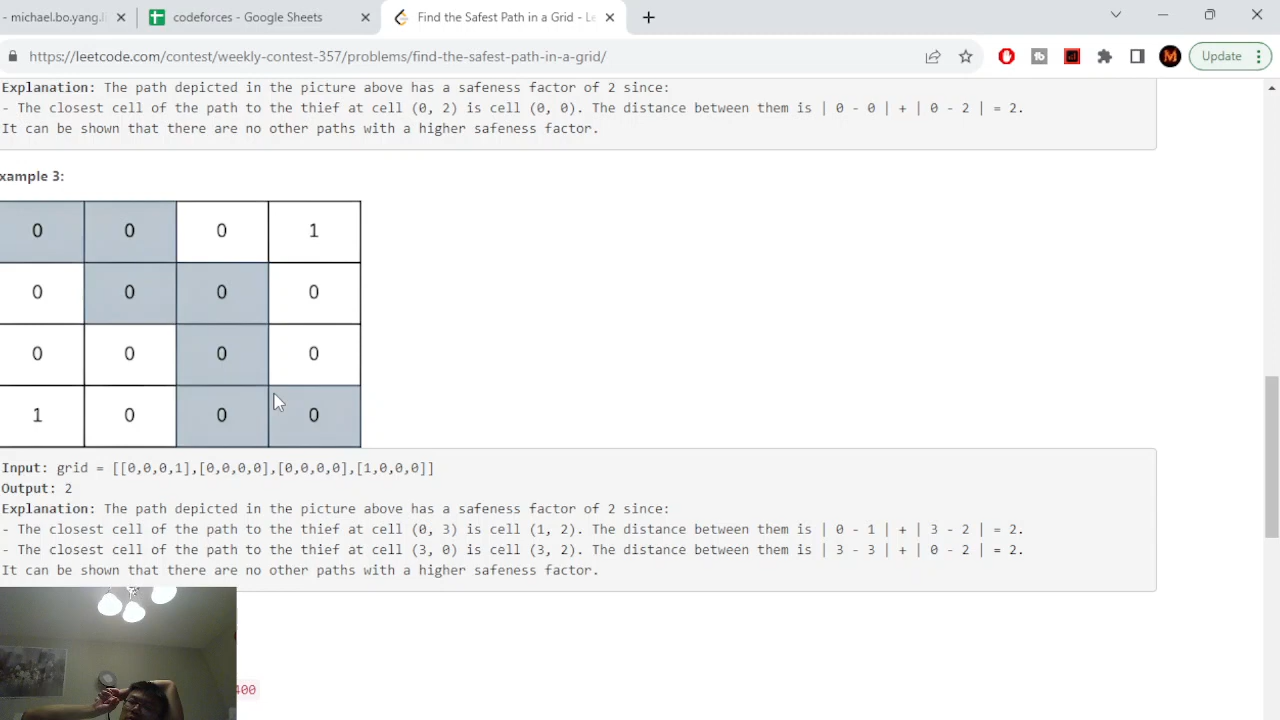 - michael.bo.yang.li
codeforces - Google Sheets
Find the Safest Path in a Grid - Le
https://leetcode.com/contest/weekly-contest-357/problems/find-the-safest-path-in-a-grid/
Update
Explanation: The path depicted in the picture above has a safeness factor of 2 since:
- The closest cell of the path to the thief at cell (0, 2) is cell (0, 0). The distance between them is | 0 - 0 | + | 0 - 2 | = 2.
It can be shown that there are no other paths with a higher safeness factor.
xample 3:
0 0 0 1
0 0 0 0
0 0 0 0
1 0 0 0
Input: grid = [[0,0,0,1],[0,0,0,0],[0,0,0,0],[1,0,0,0]]
Output: 2
Explanation: The path depicted in the picture above has a safeness factor of 2 since:
- The closest cell of the path to the thief at cell (0, 3) is cell (1, 2). The distance between them is | 0 - 1 | + | 3 - 2 | = 2.
- The closest cell of the path to the thief at cell (3, 0) is cell (3, 2). The distance between them is | 3 - 3 | + | 0 - 2 | = 2.
It can be shown that there are no other paths with a higher safeness factor.
400